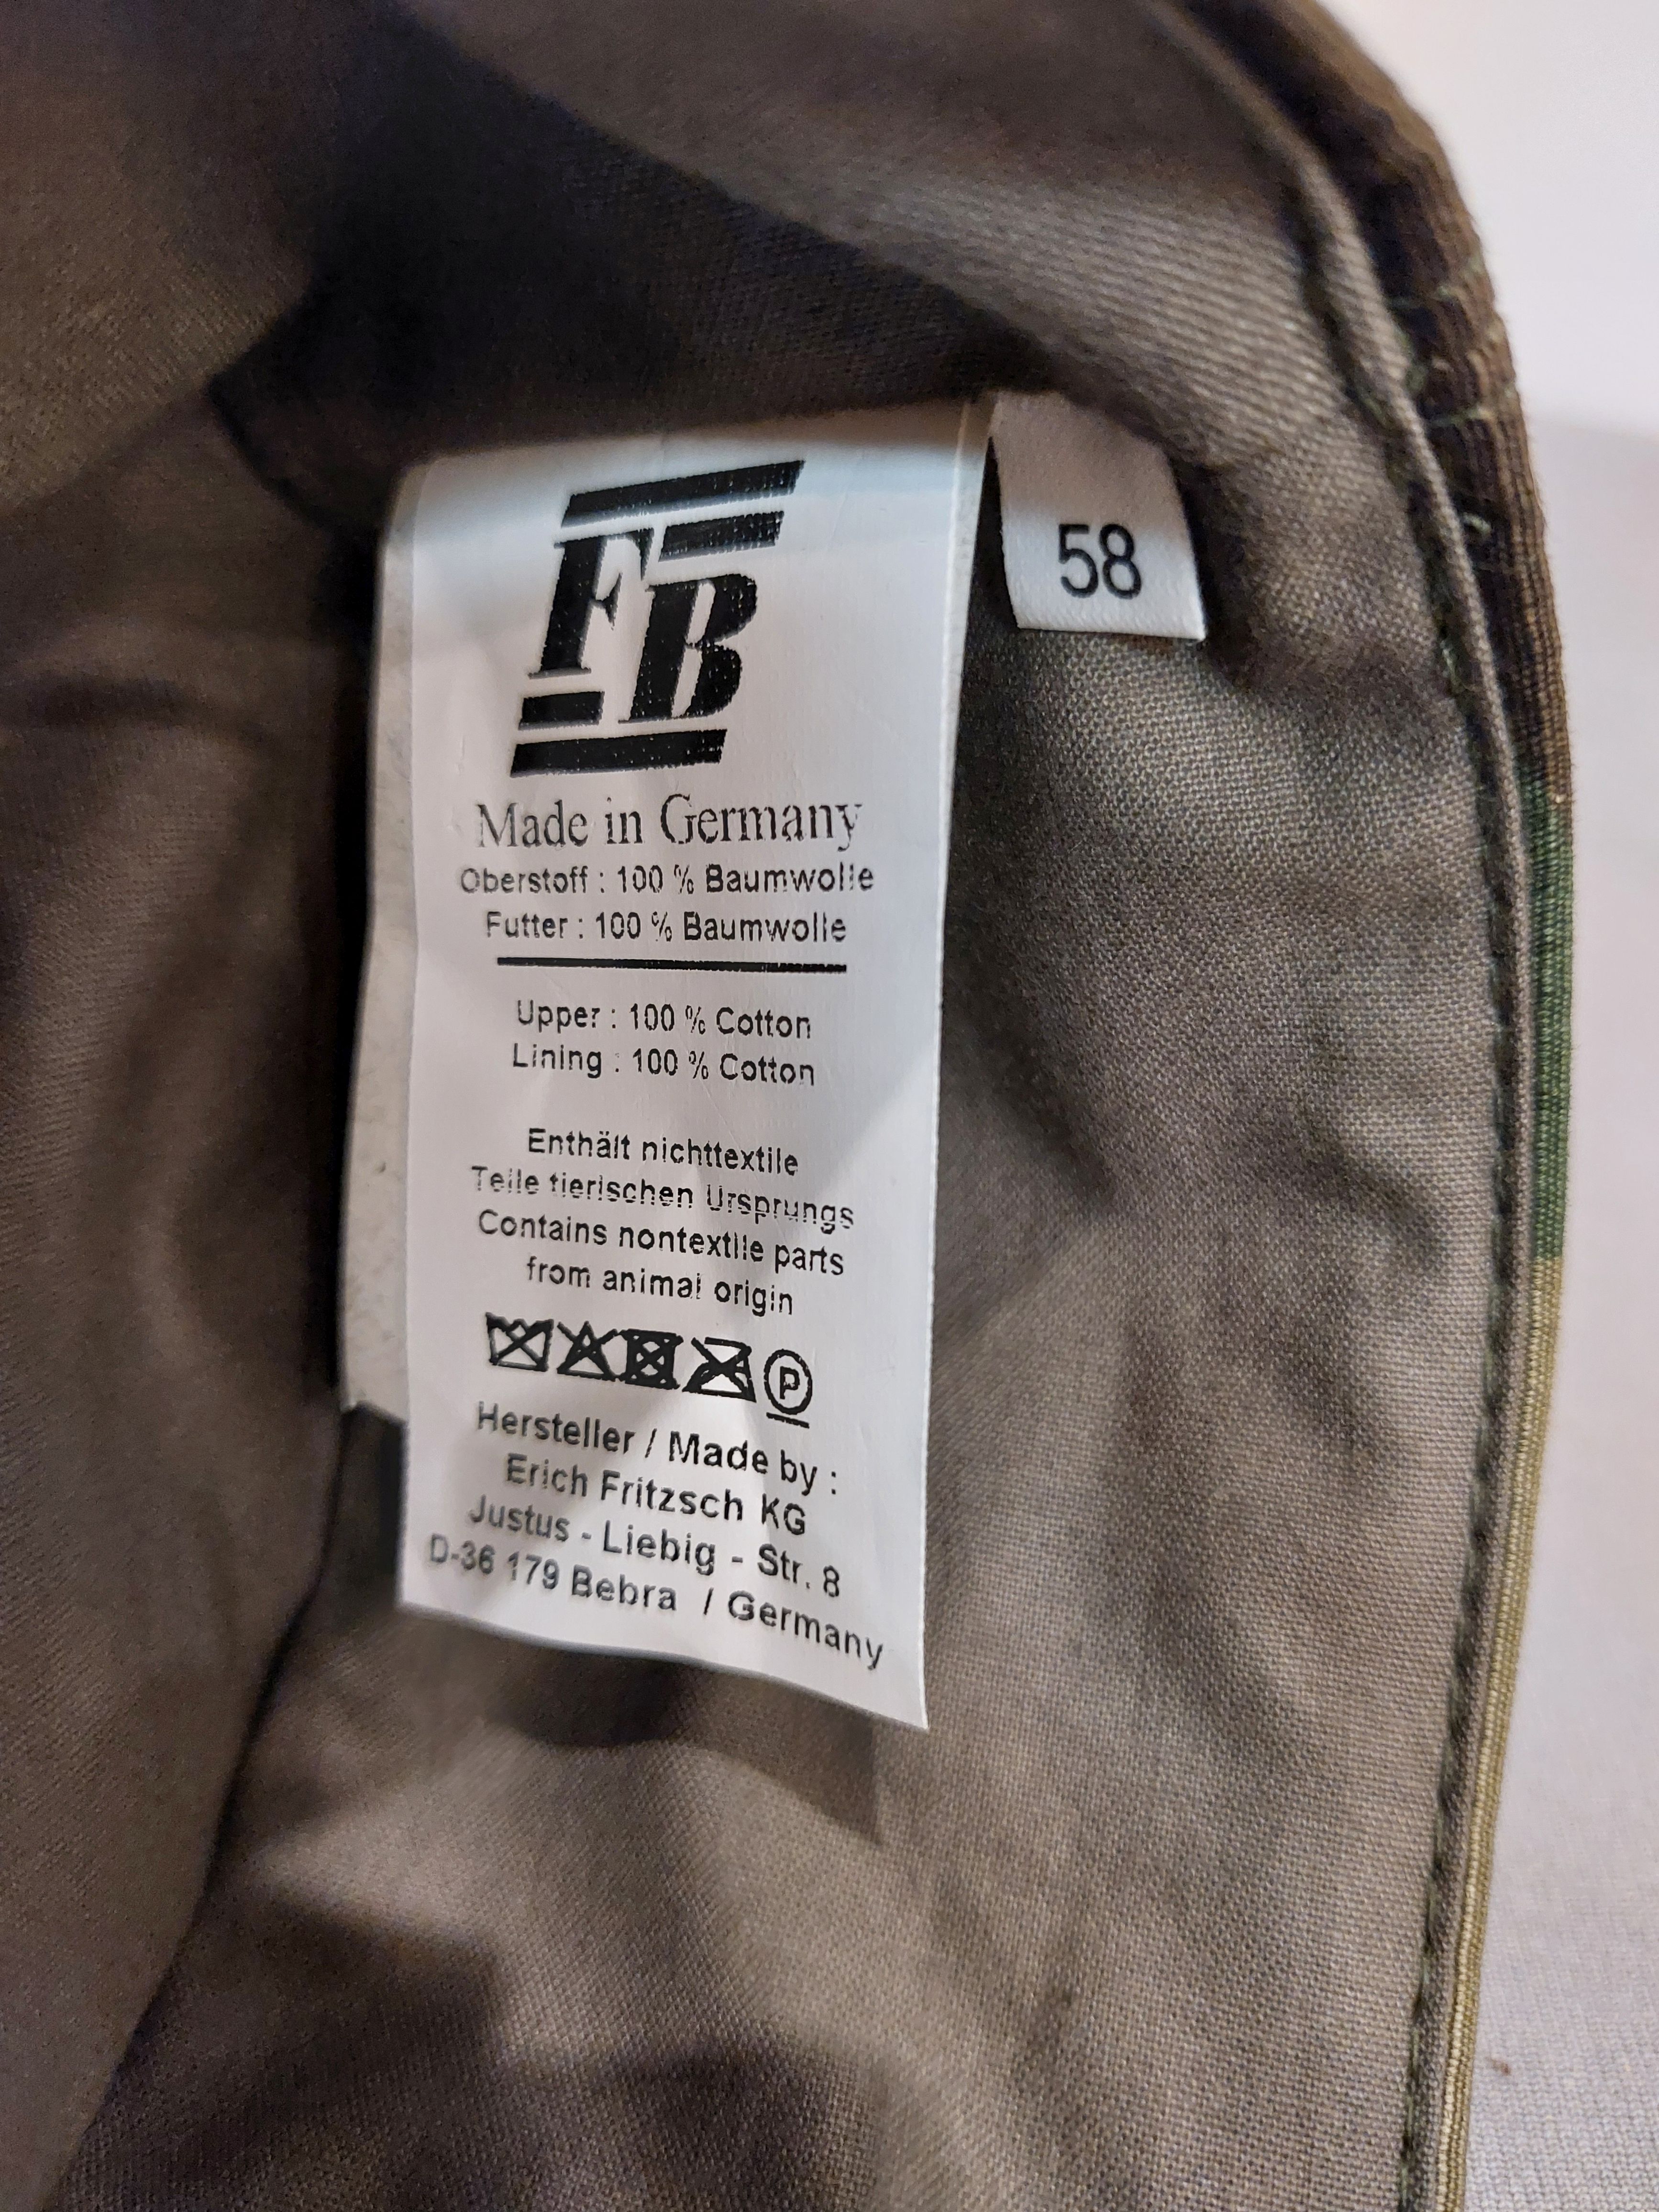 FB
58
Made in Germany
Oberstoff : 100 % Baumwolle
Futter : 100 % Baumwolle
Upper : 100 % Cotton
Lining : 100 % Cotton
Enthält nichttextile
Teile tierischen Ursprungs
Contains nontextile parts
from animal origin
P
Hersteller / Made by :
Erich Fritzsch KG
Justus - Liebig - Str. 8
D-36 179 Bebra / Germany